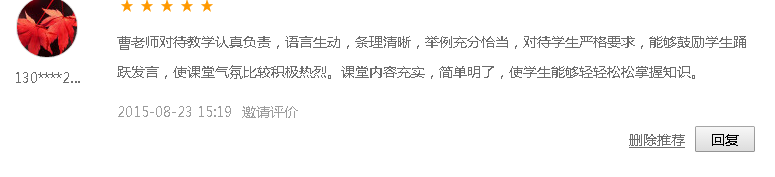 曹老师对待教学认真负责，语言生动，条理清晰，举例充分恰当，对待学生严格要求，能够鼓励学生踊
跃发言，使课堂气氛比较积极热烈。课堂内容充实，简单明了，使学生能够轻轻松松掌握知识。
130****2...
2015-08-23 15:19 邀请评价
删除推荐 回复